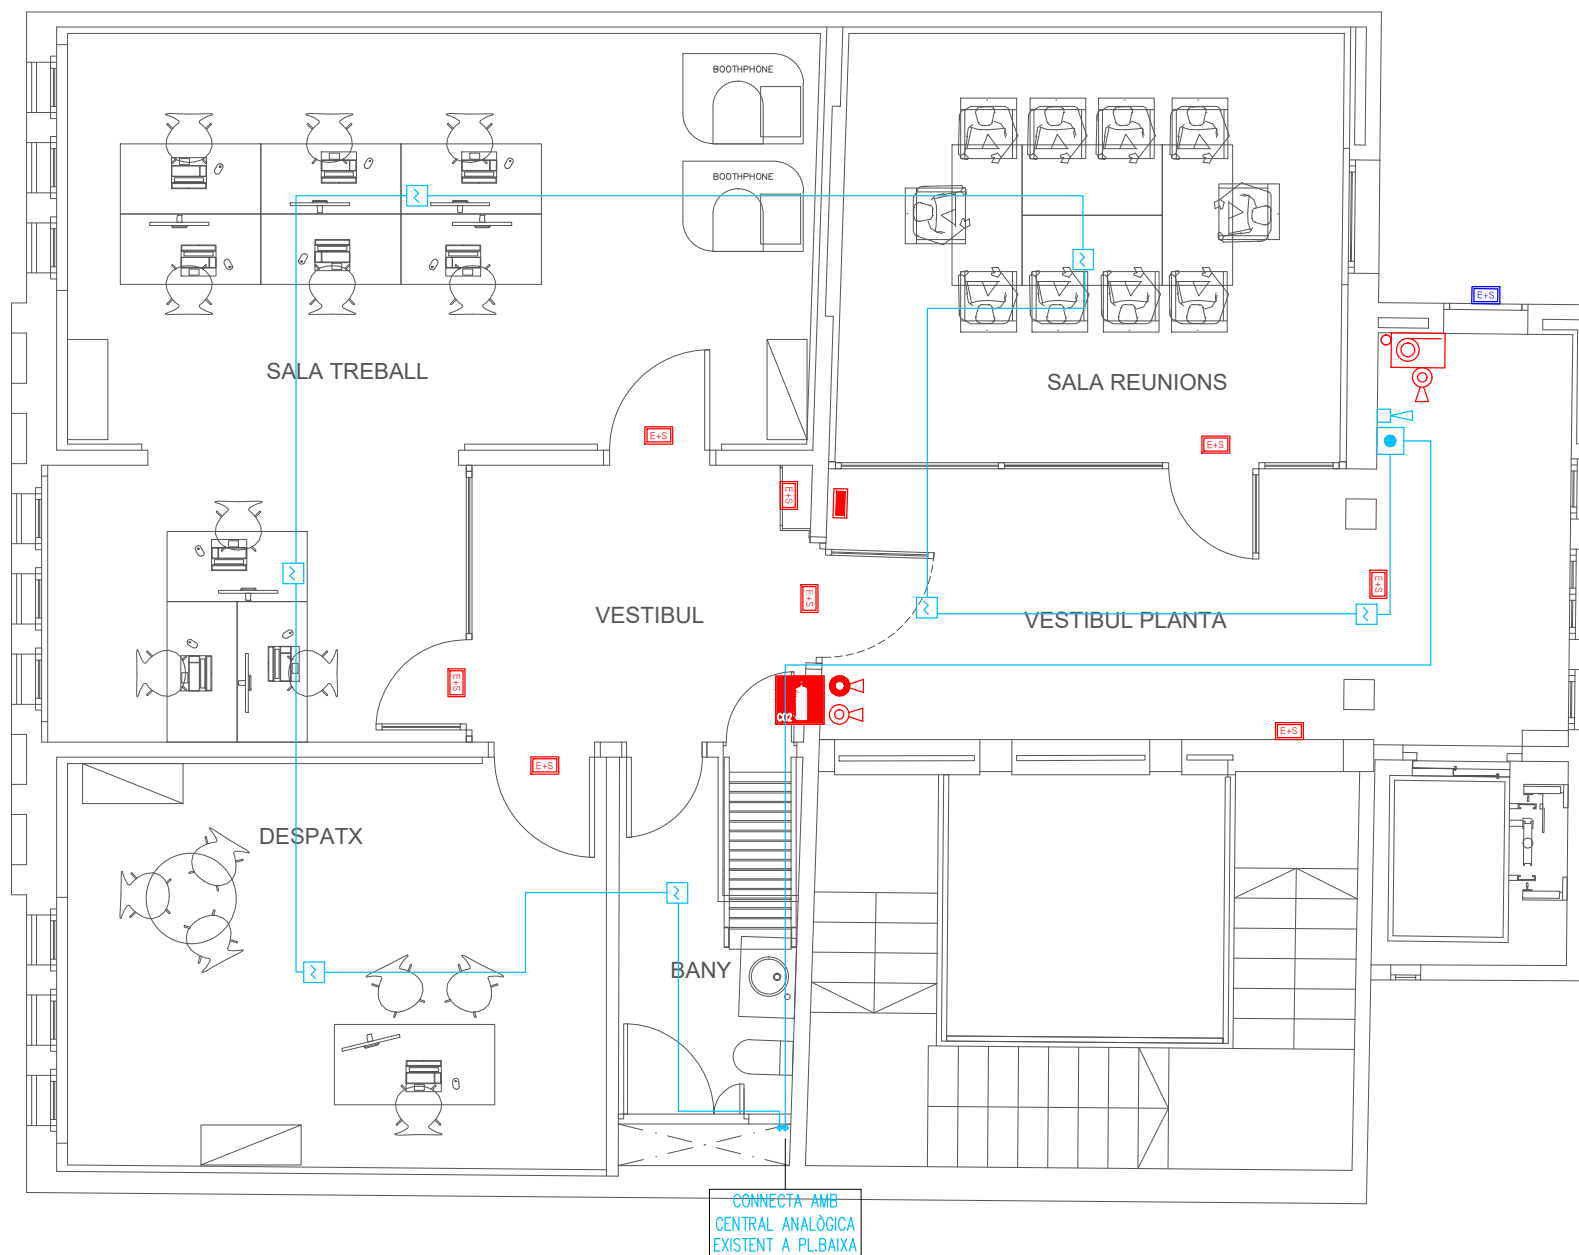 BOOTHPHONE
BOOTHPHONE
E+S
SALA TREBALL
SALA REUNIONS
E+S
E+S
E+S
E+S
E+S
VESTIBUL
VESTIBUL PLANTA
E+S
CO2
E+S
E+S
DESPATX
BANY
CONNECTA AMB
CENTRAL ANALÒGICA
EXISTENT A PL.BAIXA